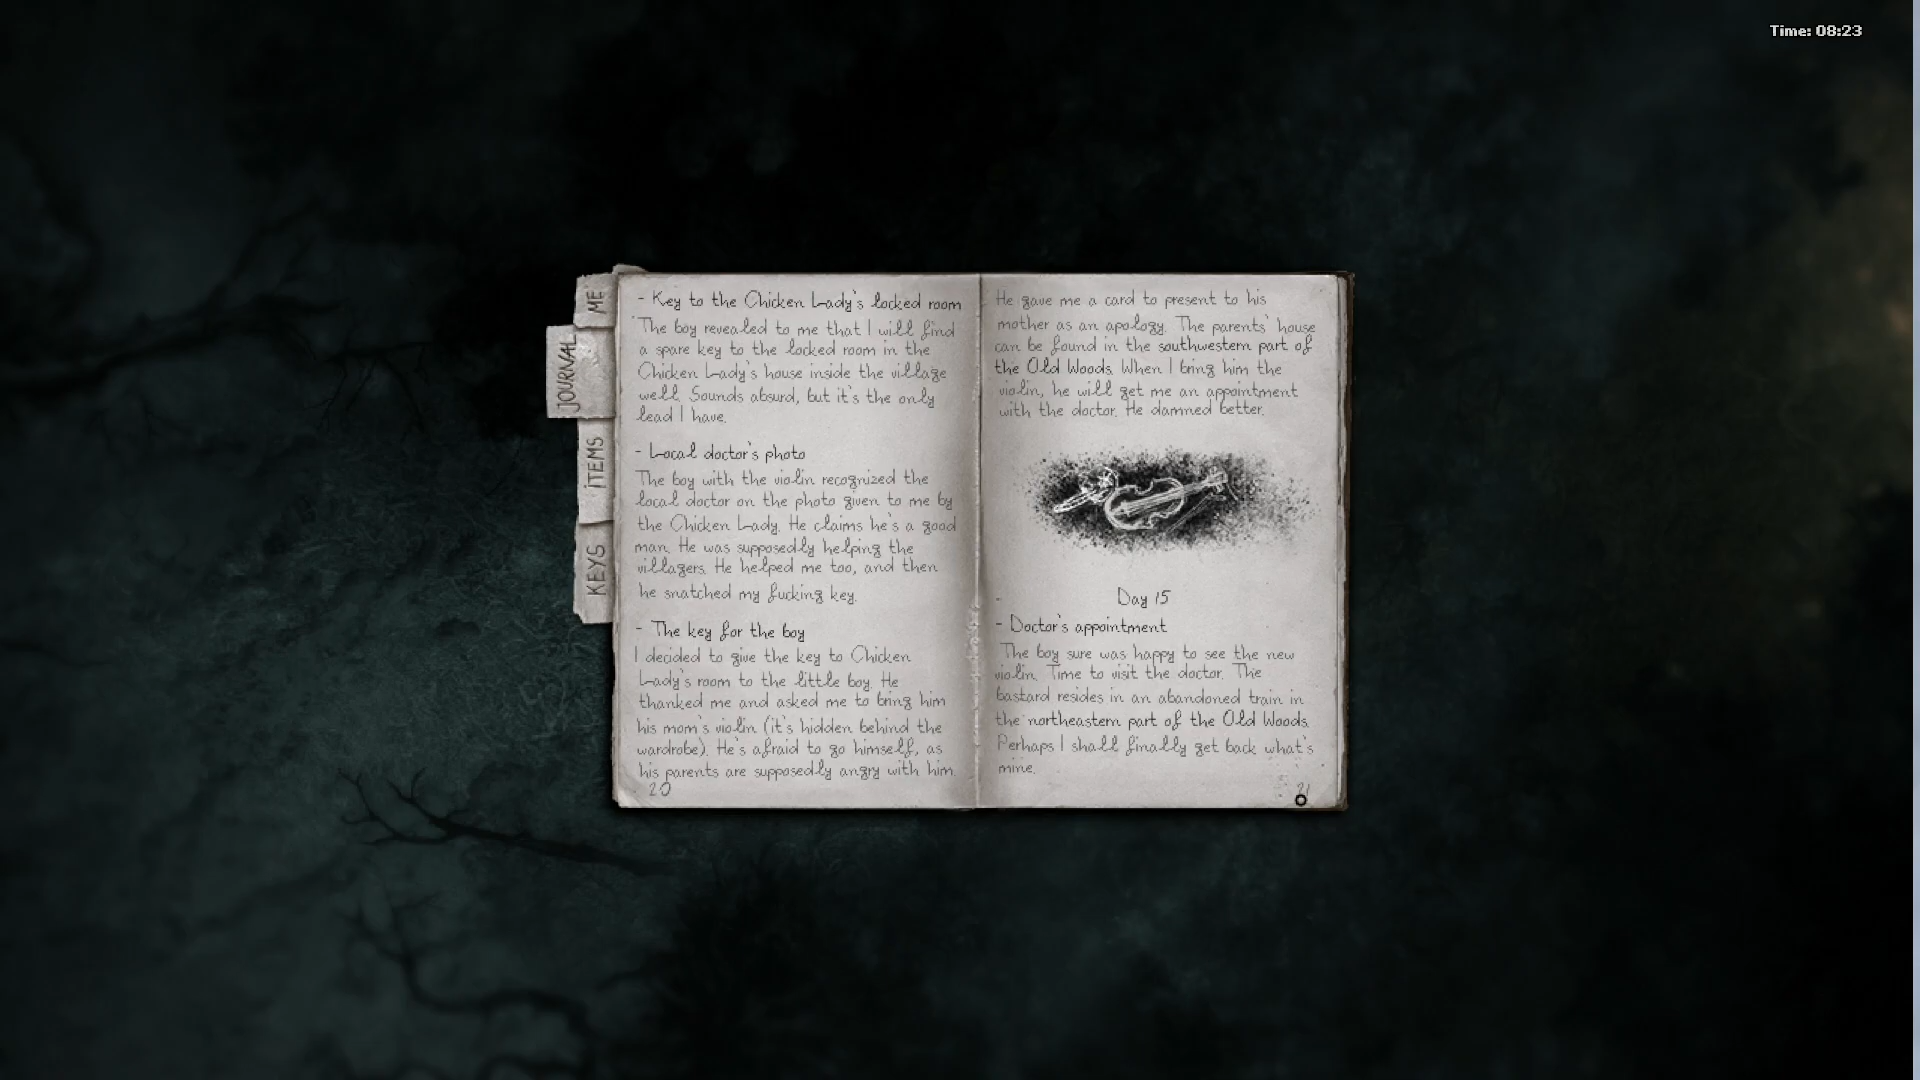 Time: 08:23
ME
JOURNAL
ITEMS
KEYS
- Key to the Chicken Lady's locked room
The boy revealed to me that I will find
a spare key to the locked room in the
Chicken Lady's house inside the village
well. Sounds absurd, but it's the only
lead I have.
- Local doctor's photo
The boy with the violin recognized the
local doctor on the photo given to me by
the Chicken Lady. He claims he's a good
man. He was supposedly helping the
villagers. He helped me too, and then
he snatched my fucking key.
- The key for the boy
I decided to give the key to Chicken
Lady's room to the little boy. He
thanked me and asked me to bring him
his mom's violin (it's hidden behind the
wardrobe). He's afraid to go himself, as
his parents are supposedly angry with him.
20
He gave me a card to present to his
mother as an apology. The parents' house
can be found in the southwestern part of
the Old Woods. When I bring him the
violin, he will get me an appointment
with the doctor. He damned better.
- Day 15
- Doctor's appointment
The boy sure was happy to see the new
violin. Time to visit the doctor. The
bastard resides in an abandoned train in
the northeastern part of the Old Woods.
Perhaps I shall finally get back what's
mine.
21